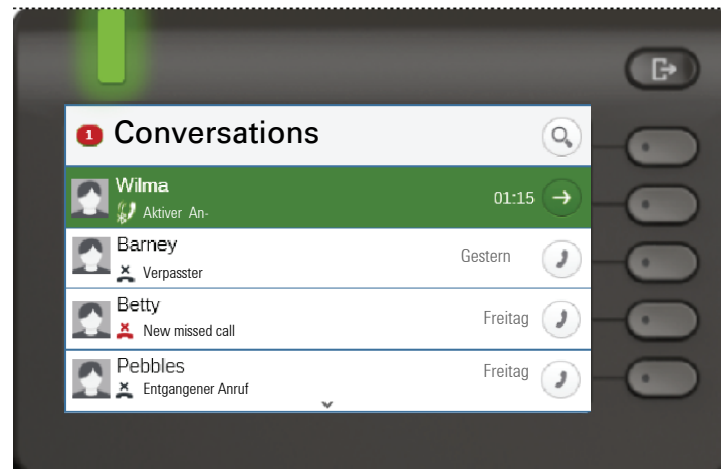 1 Conversations
Wilma
01:15
Aktiver An-
Barney
Gestern
Verpasster
Betty
Freitag
New missed call
Pebbles
Freitag
Entgangener Anruf